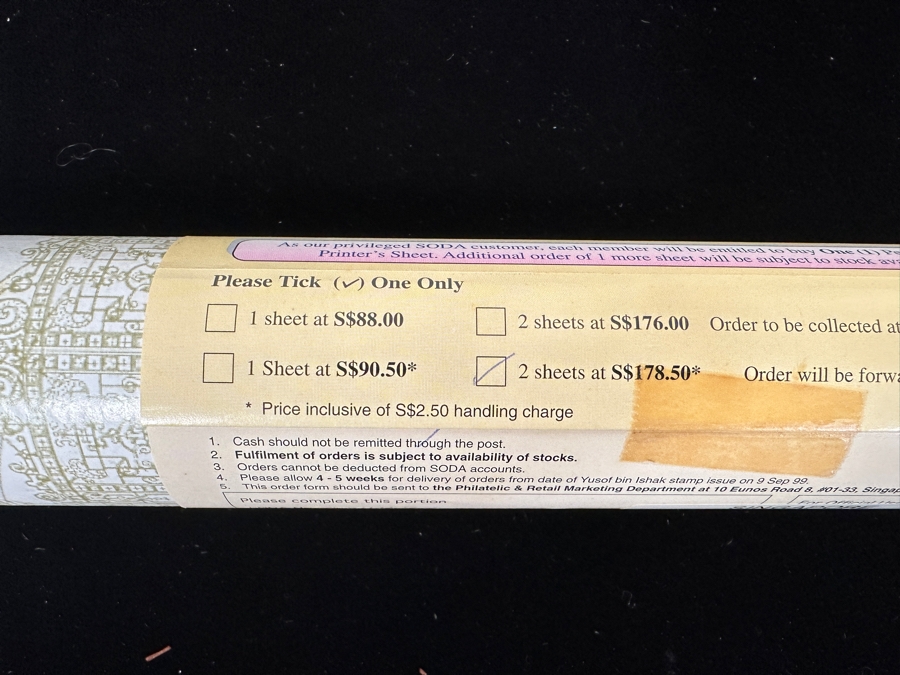 As our privileged SODA customer, each member will be entitled to buy One (1)
Printer's Sheet. Additional order of 1 more sheet will be subject to stock
Please Tick (✓) One Only
1 sheet at S$88.00 2 sheets at S$176.00 Order to be collected at
1 Sheet at S$90.50* 2 sheets at S$178.50* Order will be forwa
* Price inclusive of S$2.50 handling charge
1. Cash should not be remitted through the post.
2. Fulfilment of orders is subject to availability of stocks.
3. Orders cannot be deducted from SODA accounts.
4. Please allow 4 - 5 weeks for delivery of orders from date of Yusof bin Ishak stamp issue on 9 Sep 99.
5. This order form should be sent to the Philatelic & Retail Marketing Department at 10 Eunos Road 8, #01-33, Singap
Please complete this portion